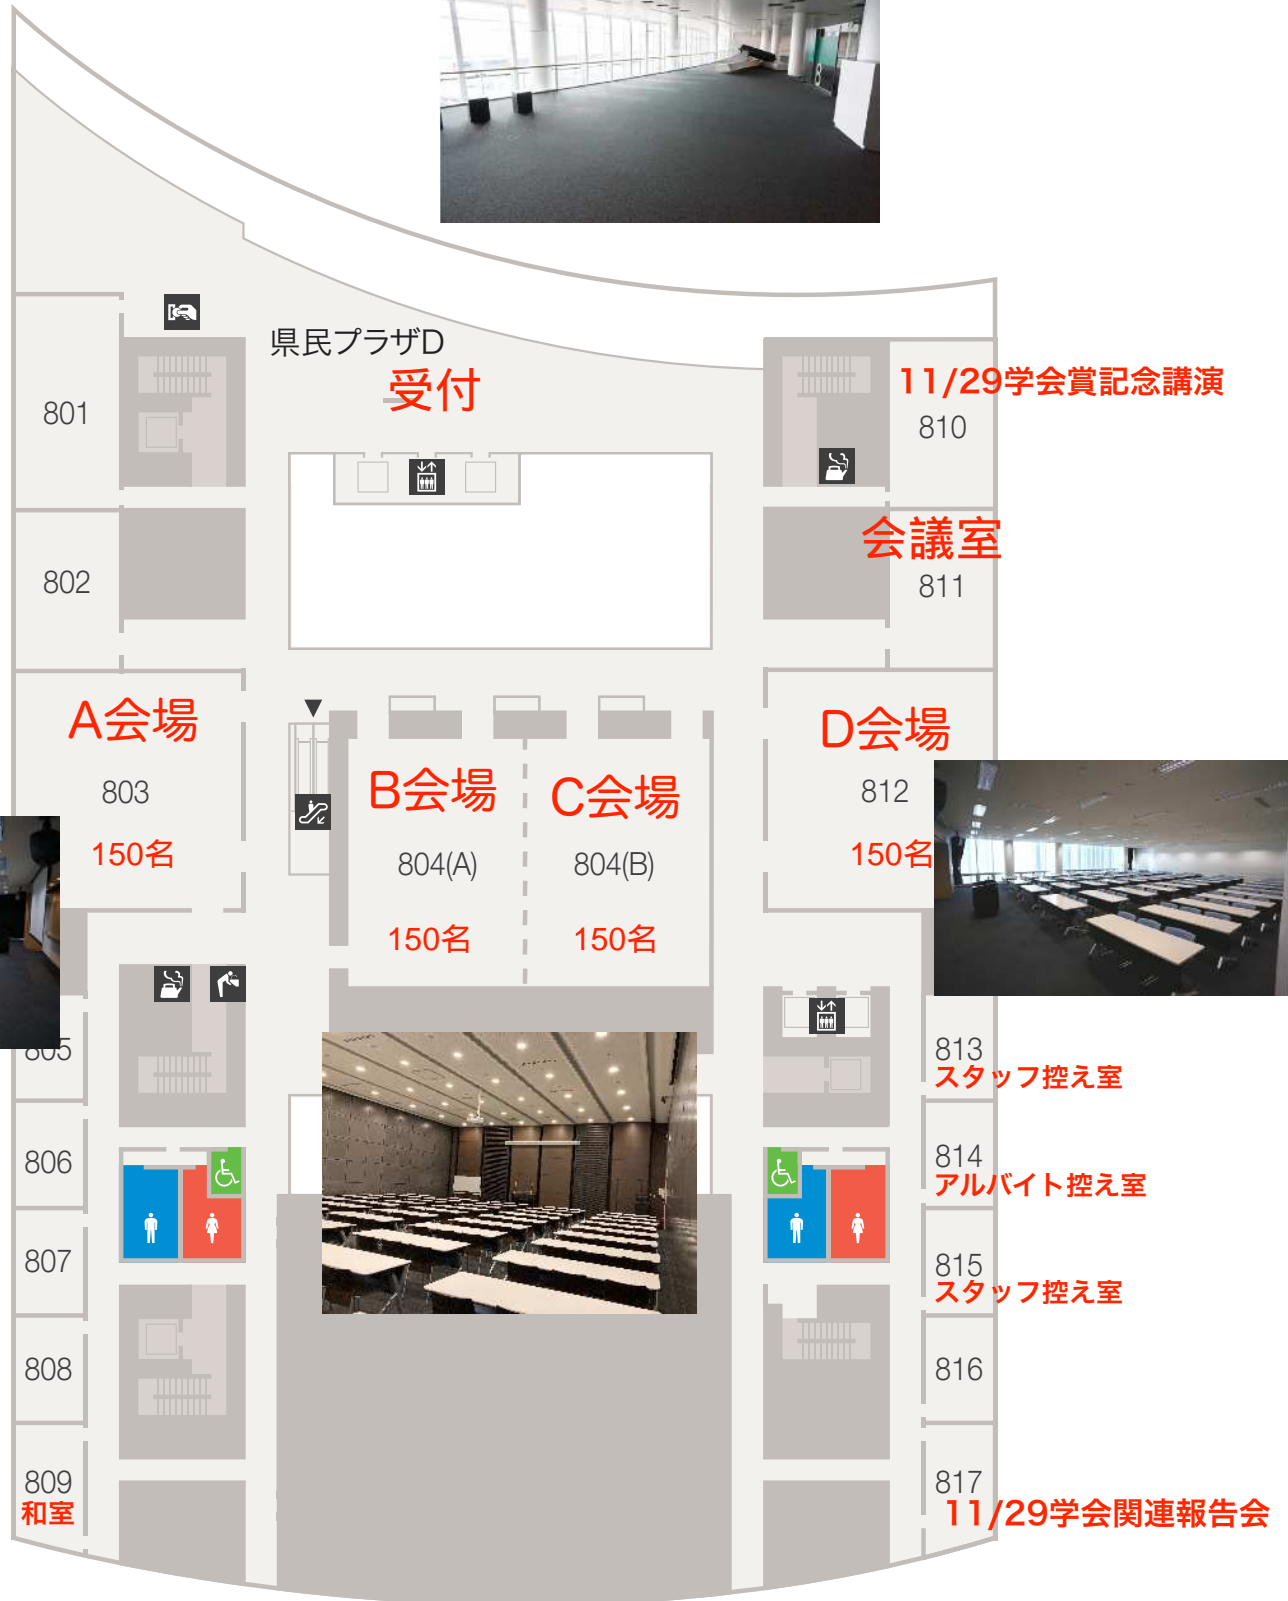 県民プラザD
受付
801
11/29学会賞記念講演
810
802
会議室
811
A会場
803
150名
B会場
804(A)
150名
C会場
804(B)
150名
D会場
812
150名
805
806
807
808
809
和室
813
スタッフ控え室
814
アルバイト控え室
815
スタッフ控え室
816
817
11/29学会関連報告会